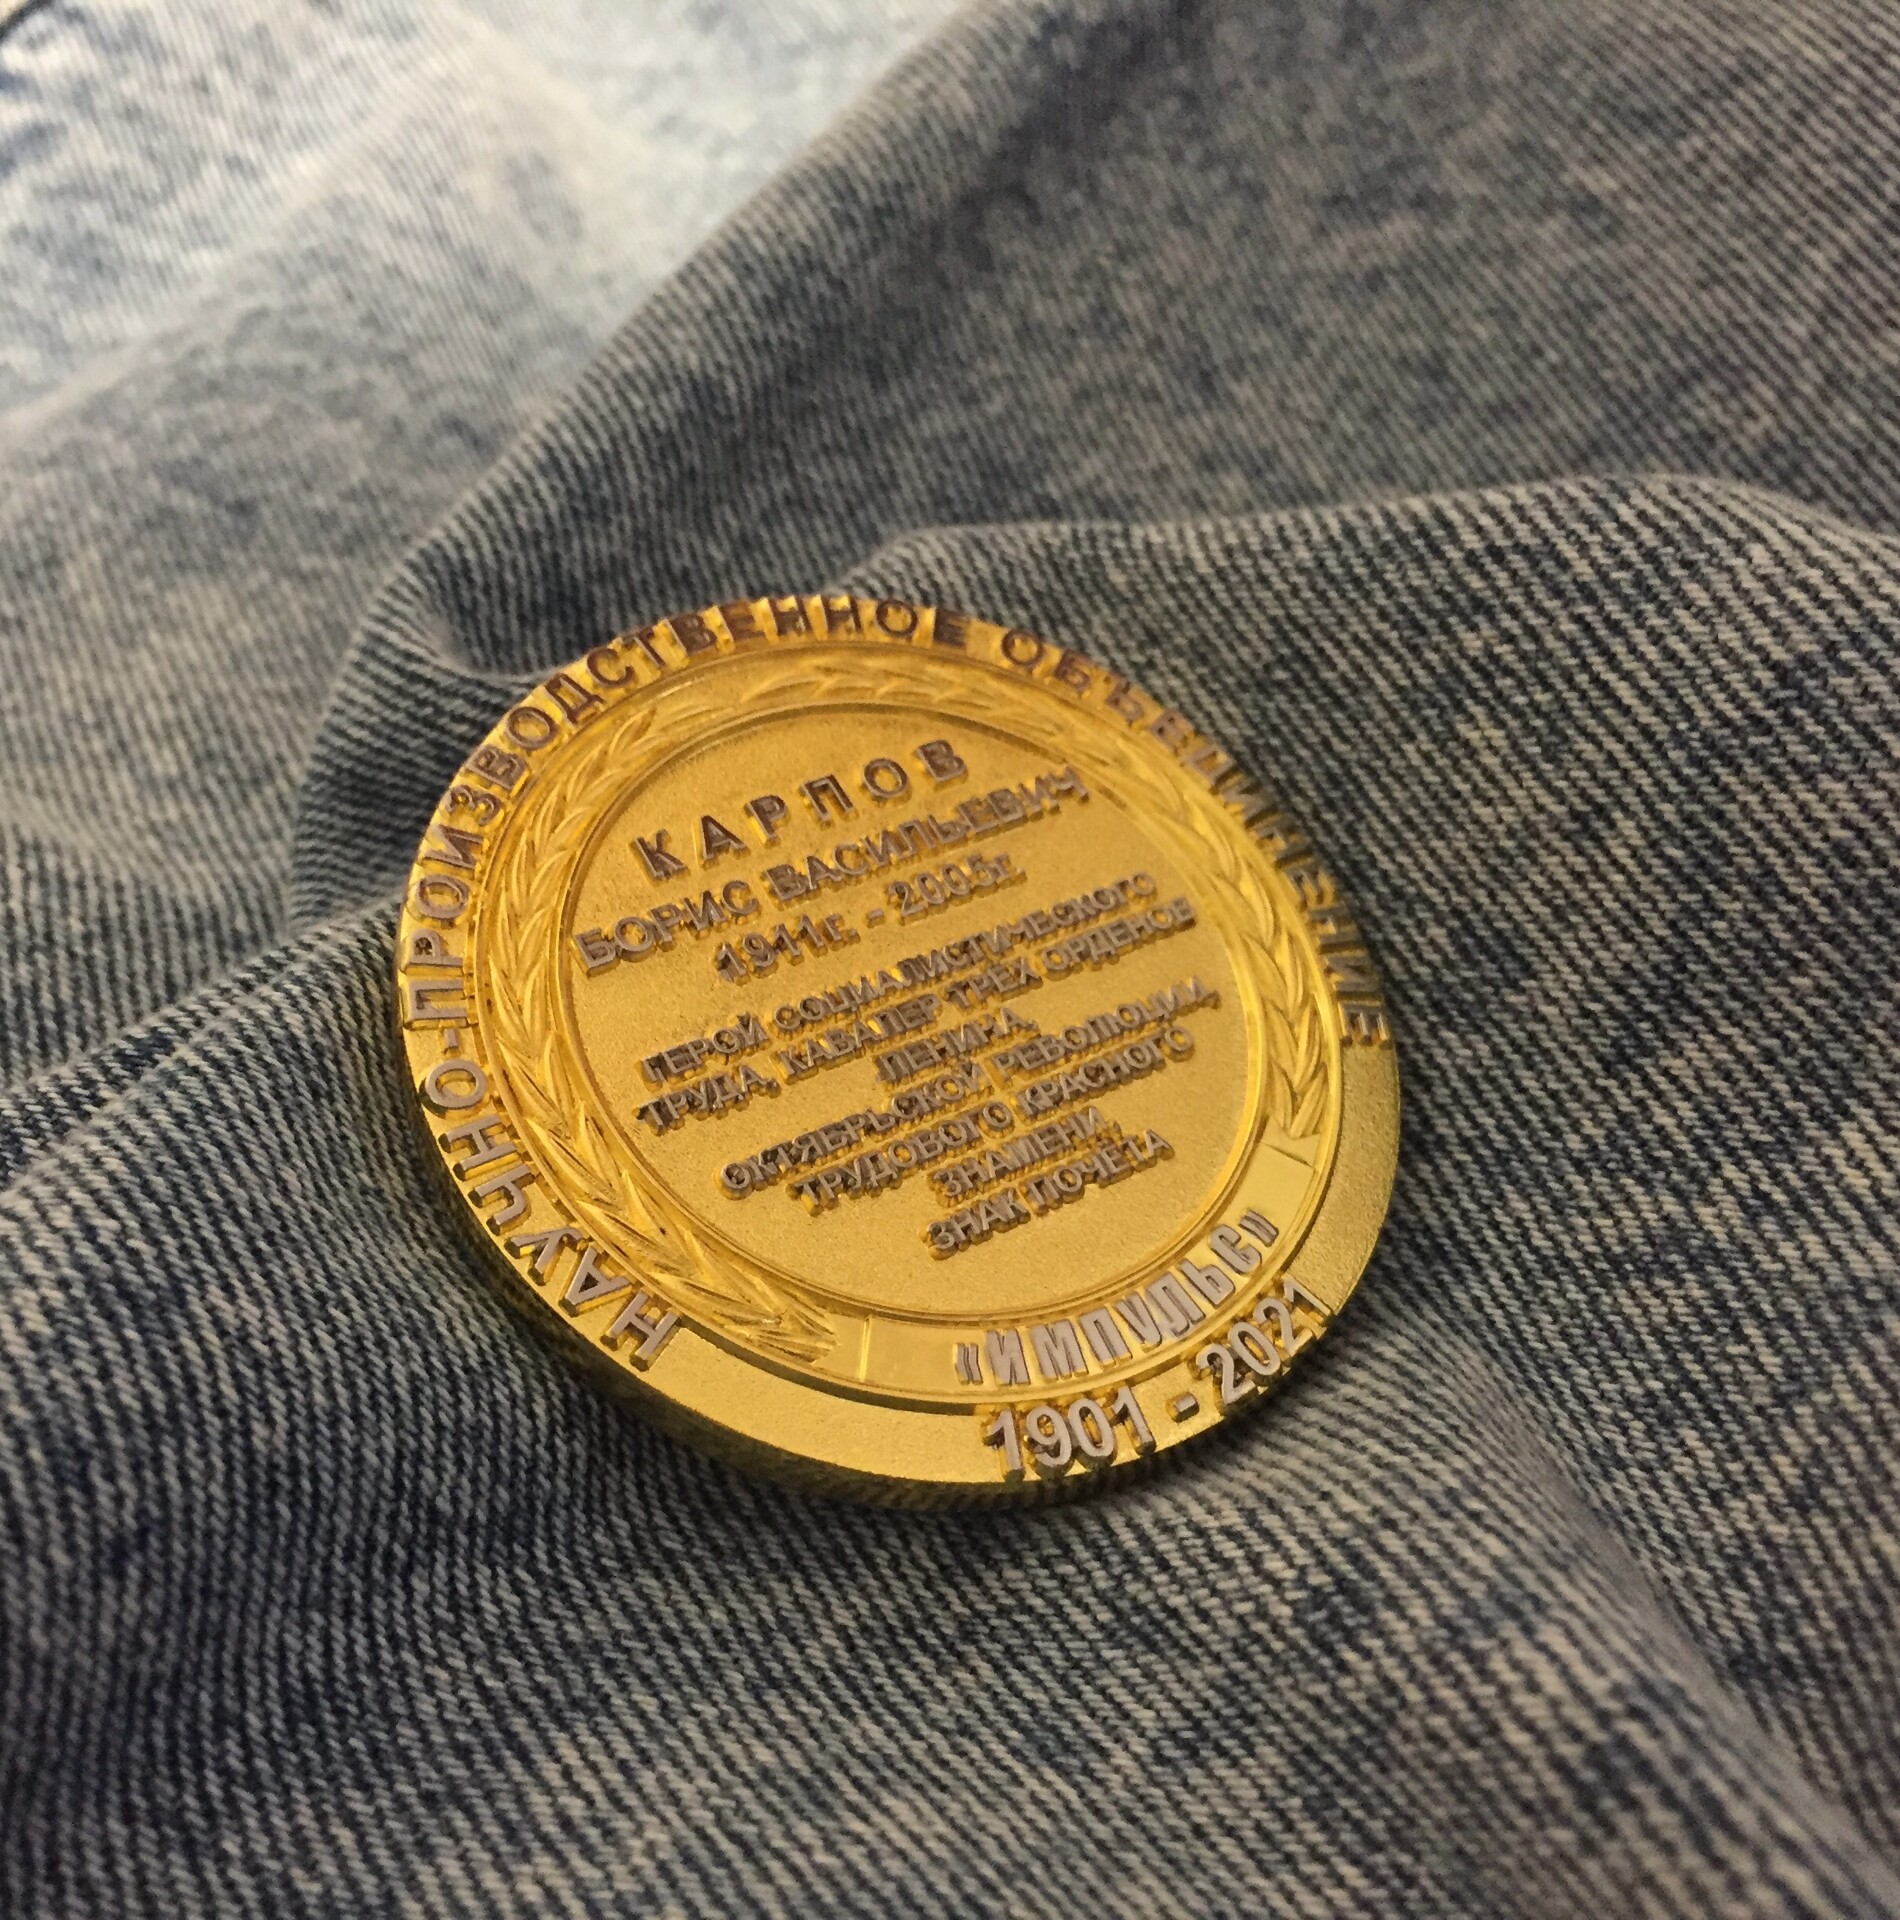 НАУЧНО-ПРОИЗВОДСТВЕННОЕ ОБЪЕДИНЕНИЕ
КАРПОВ
БОРИС ВАСИЛЬЕВИЧ
1911г. - 2005г.
ГЕРОЙ СОЦИАЛИСТИЧЕСКОГО
ТРУДА, КАВАЛЕР ТРЁХ ОРДЕНОВ
ЛЕНИНА,
ОКТЯБРЬСКОЙ РЕВОЛЮЦИИ,
ТРУДОВОГО КРАСНОГО
ЗНАМЕНИ,
ЗНАК ПОЧЁТА
«ИМПУЛЬС»
1901 - 2021